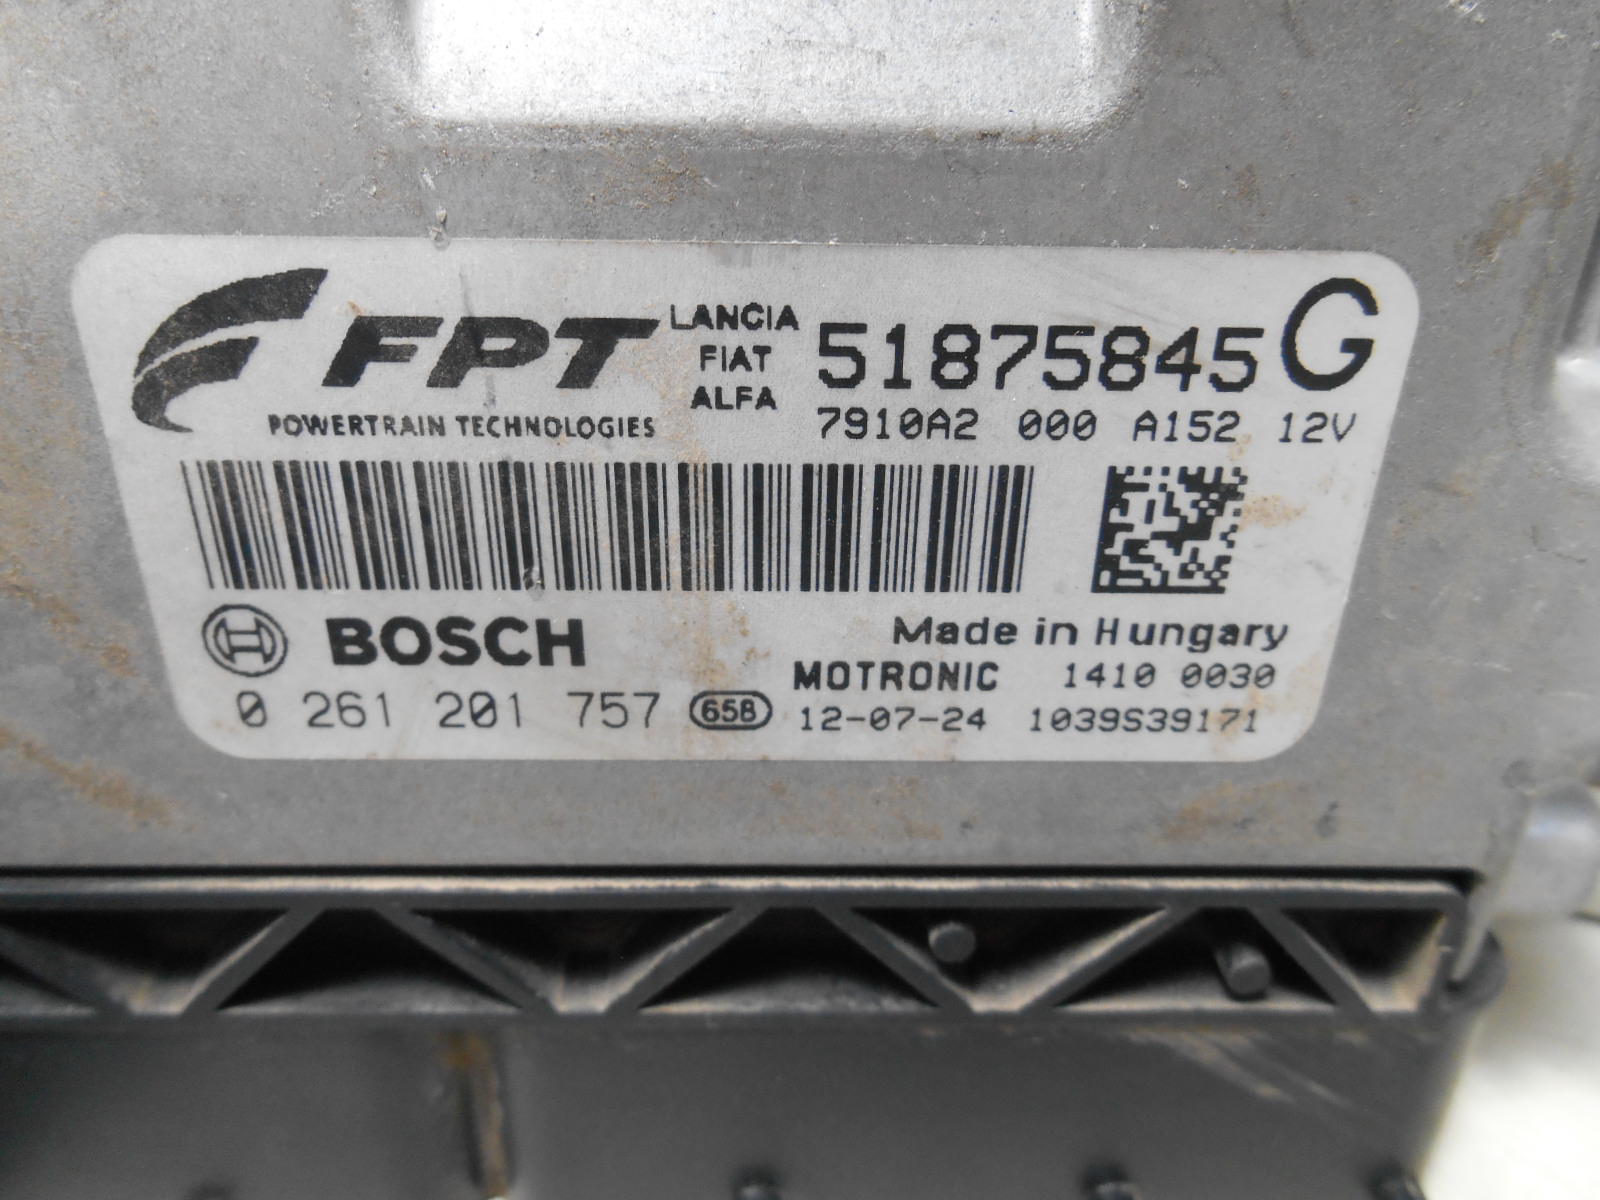 FPT
POWERTRAIN TECHNOLOGIES
LANCIA
FIAT
ALFA
51875845 G
7910A2 000 A152 12V
BOSCH
Made in Hungary
MOTRONIC 1410 0030
0 261 201 757 65B 12-07-24 1039S39171